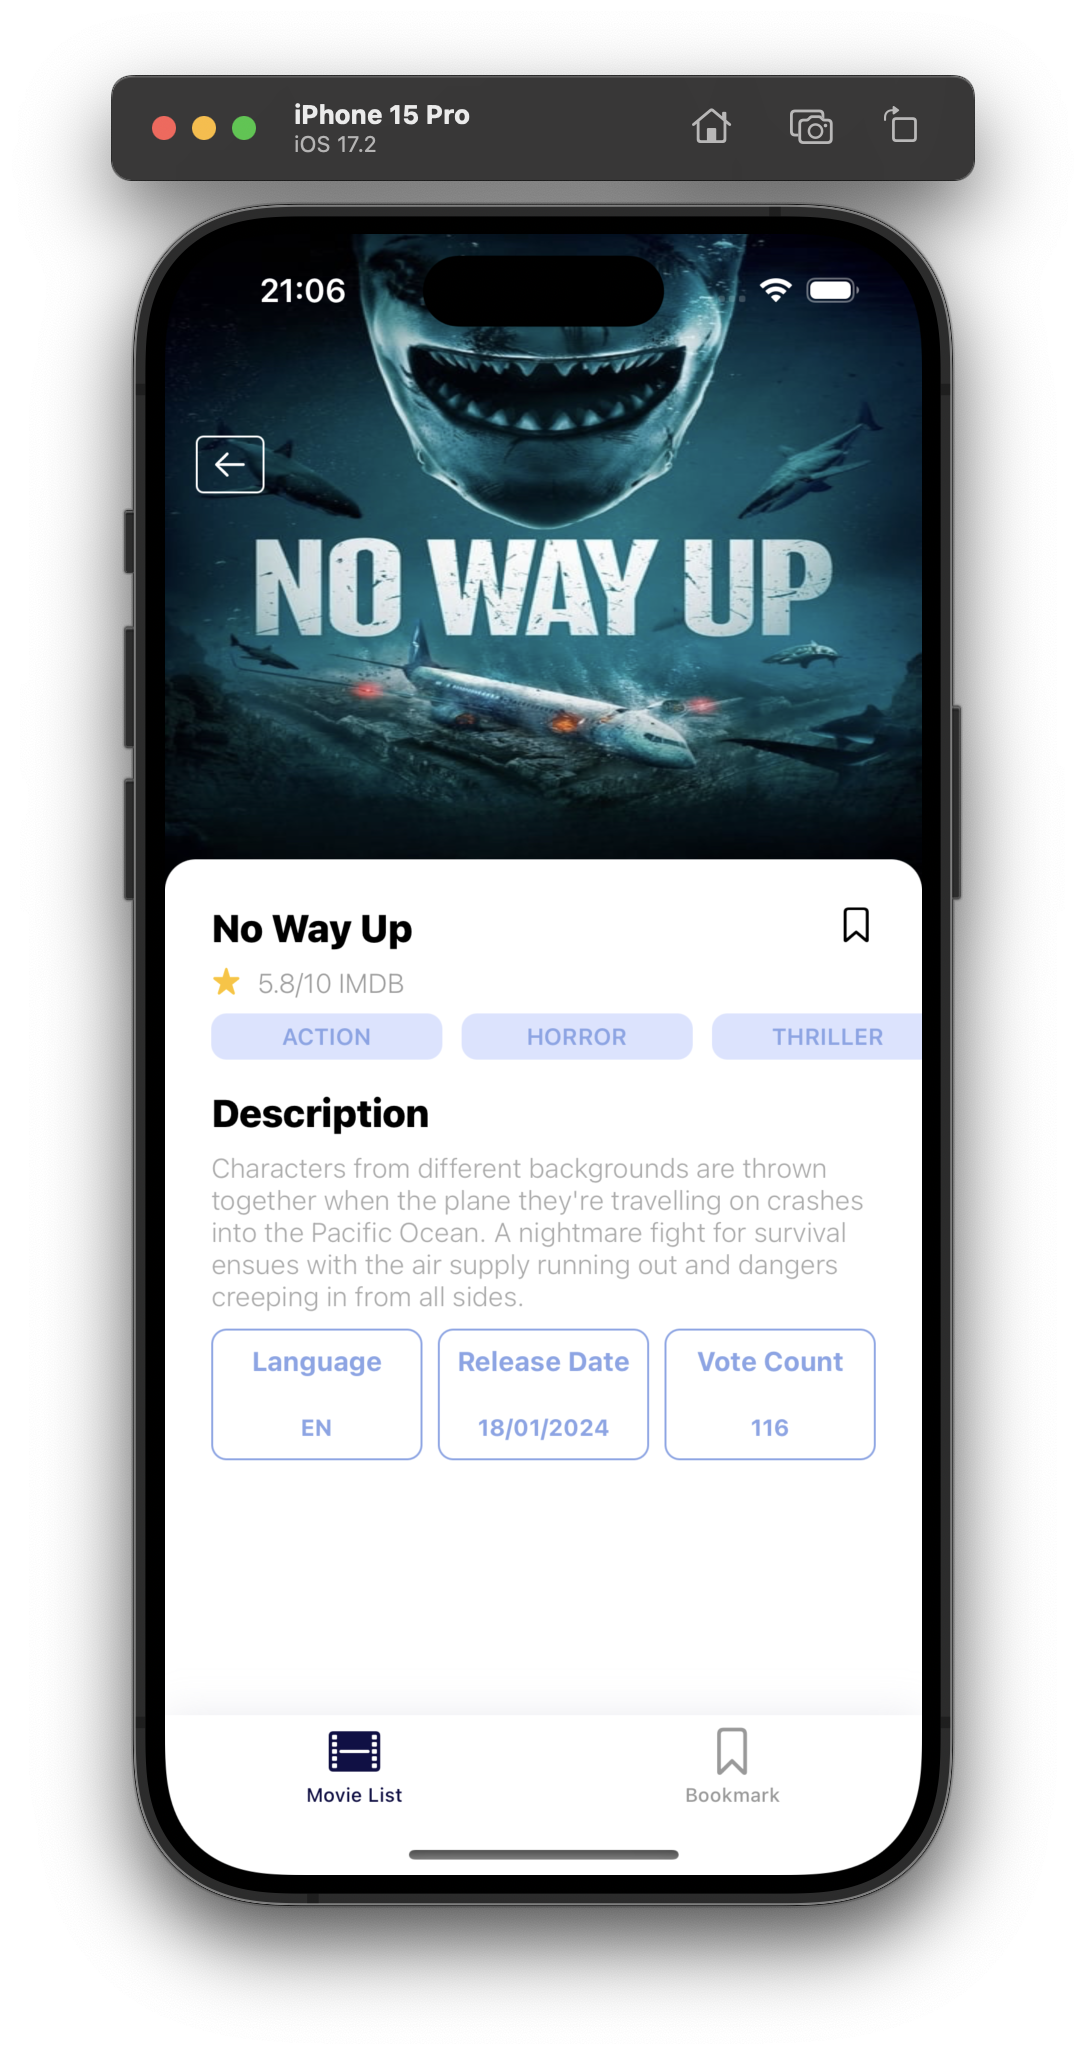 iPhone 15 Pro
iOS 17.2
21:06
NO WAY UP
No Way Up
5.8/10 IMDB
ACTION HORROR THRILLER
Description
Characters from different backgrounds are thrown
together when the plane they're travelling on crashes
into the Pacific Ocean. A nightmare fight for survival
ensues with the air supply running out and dangers
creeping in from all sides.
Language Release Date Vote Count
EN 18/01/2024 116
Movie List Bookmark